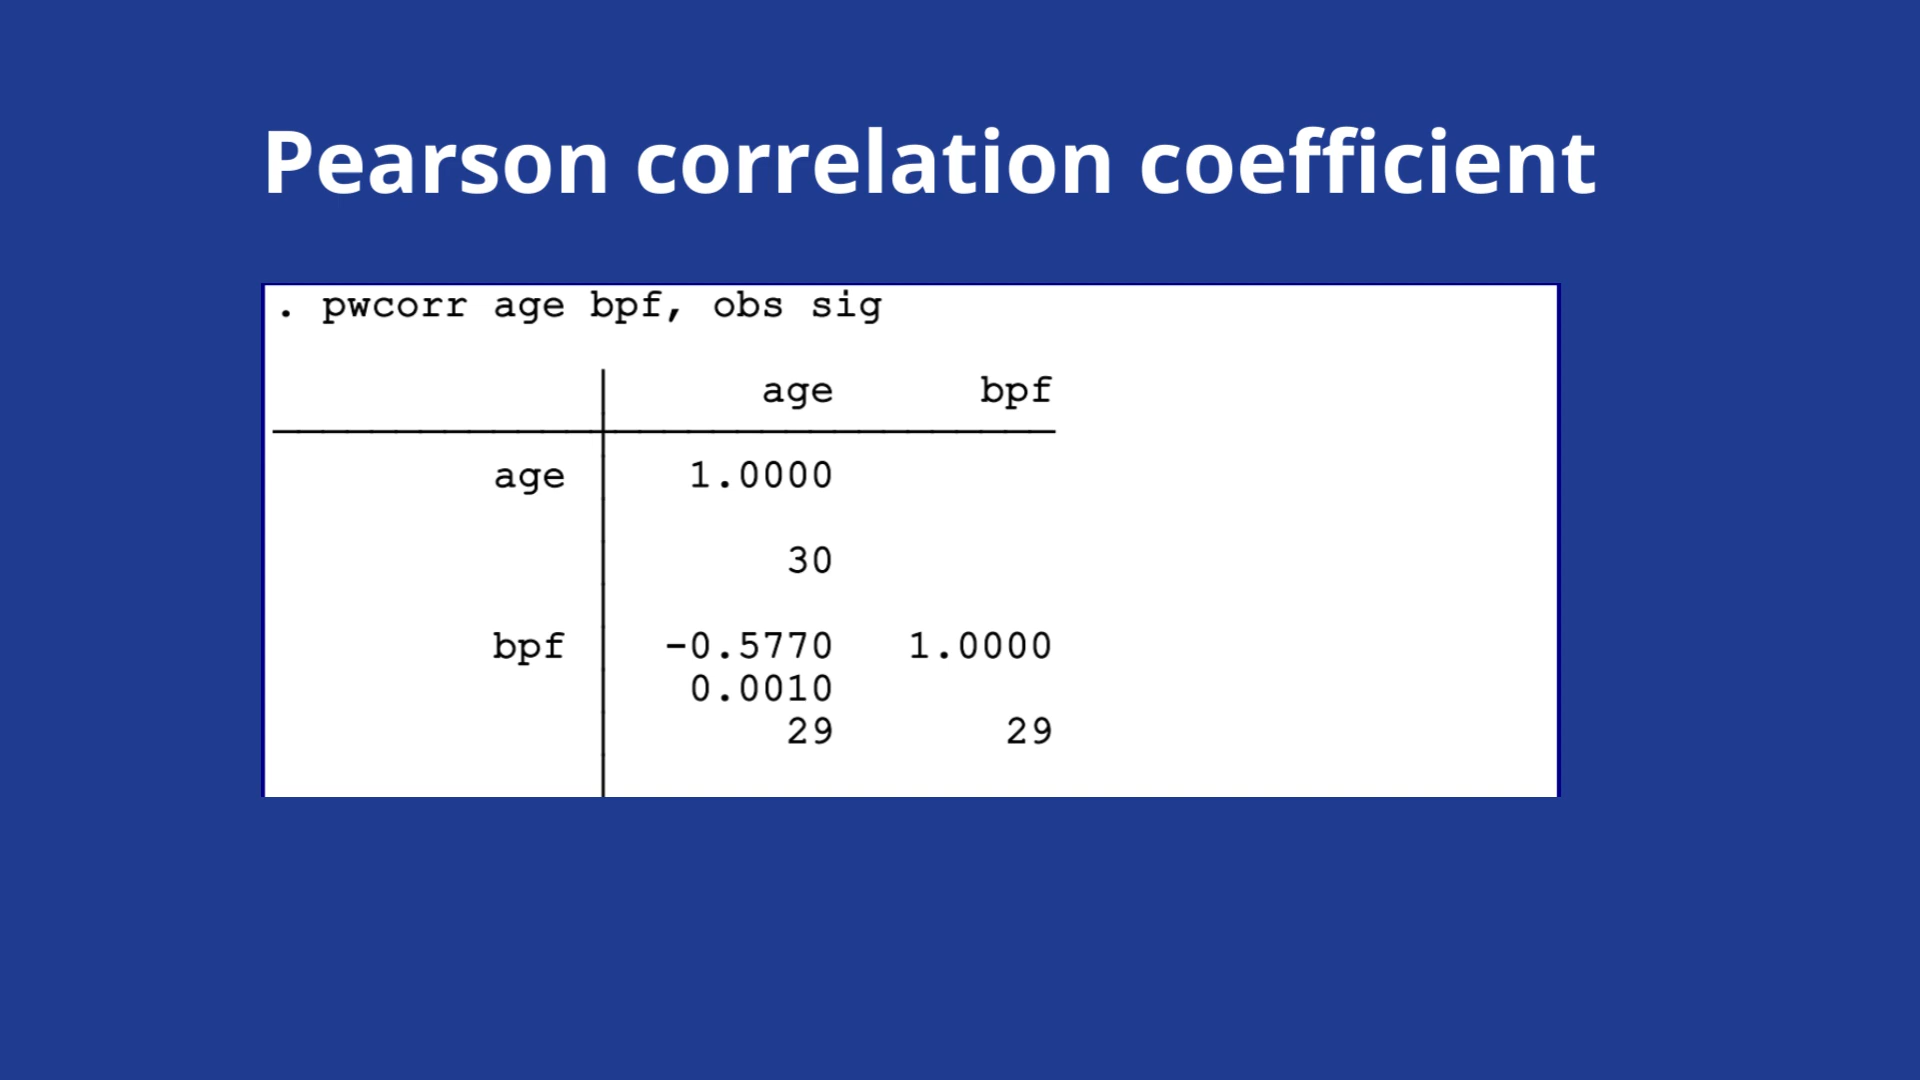 Pearson correlation coefficient
. pwcorr age bpf, obs sig
age bpf
age 1.0000
30
bpf -0.5770 1.0000
0.0010
29 29